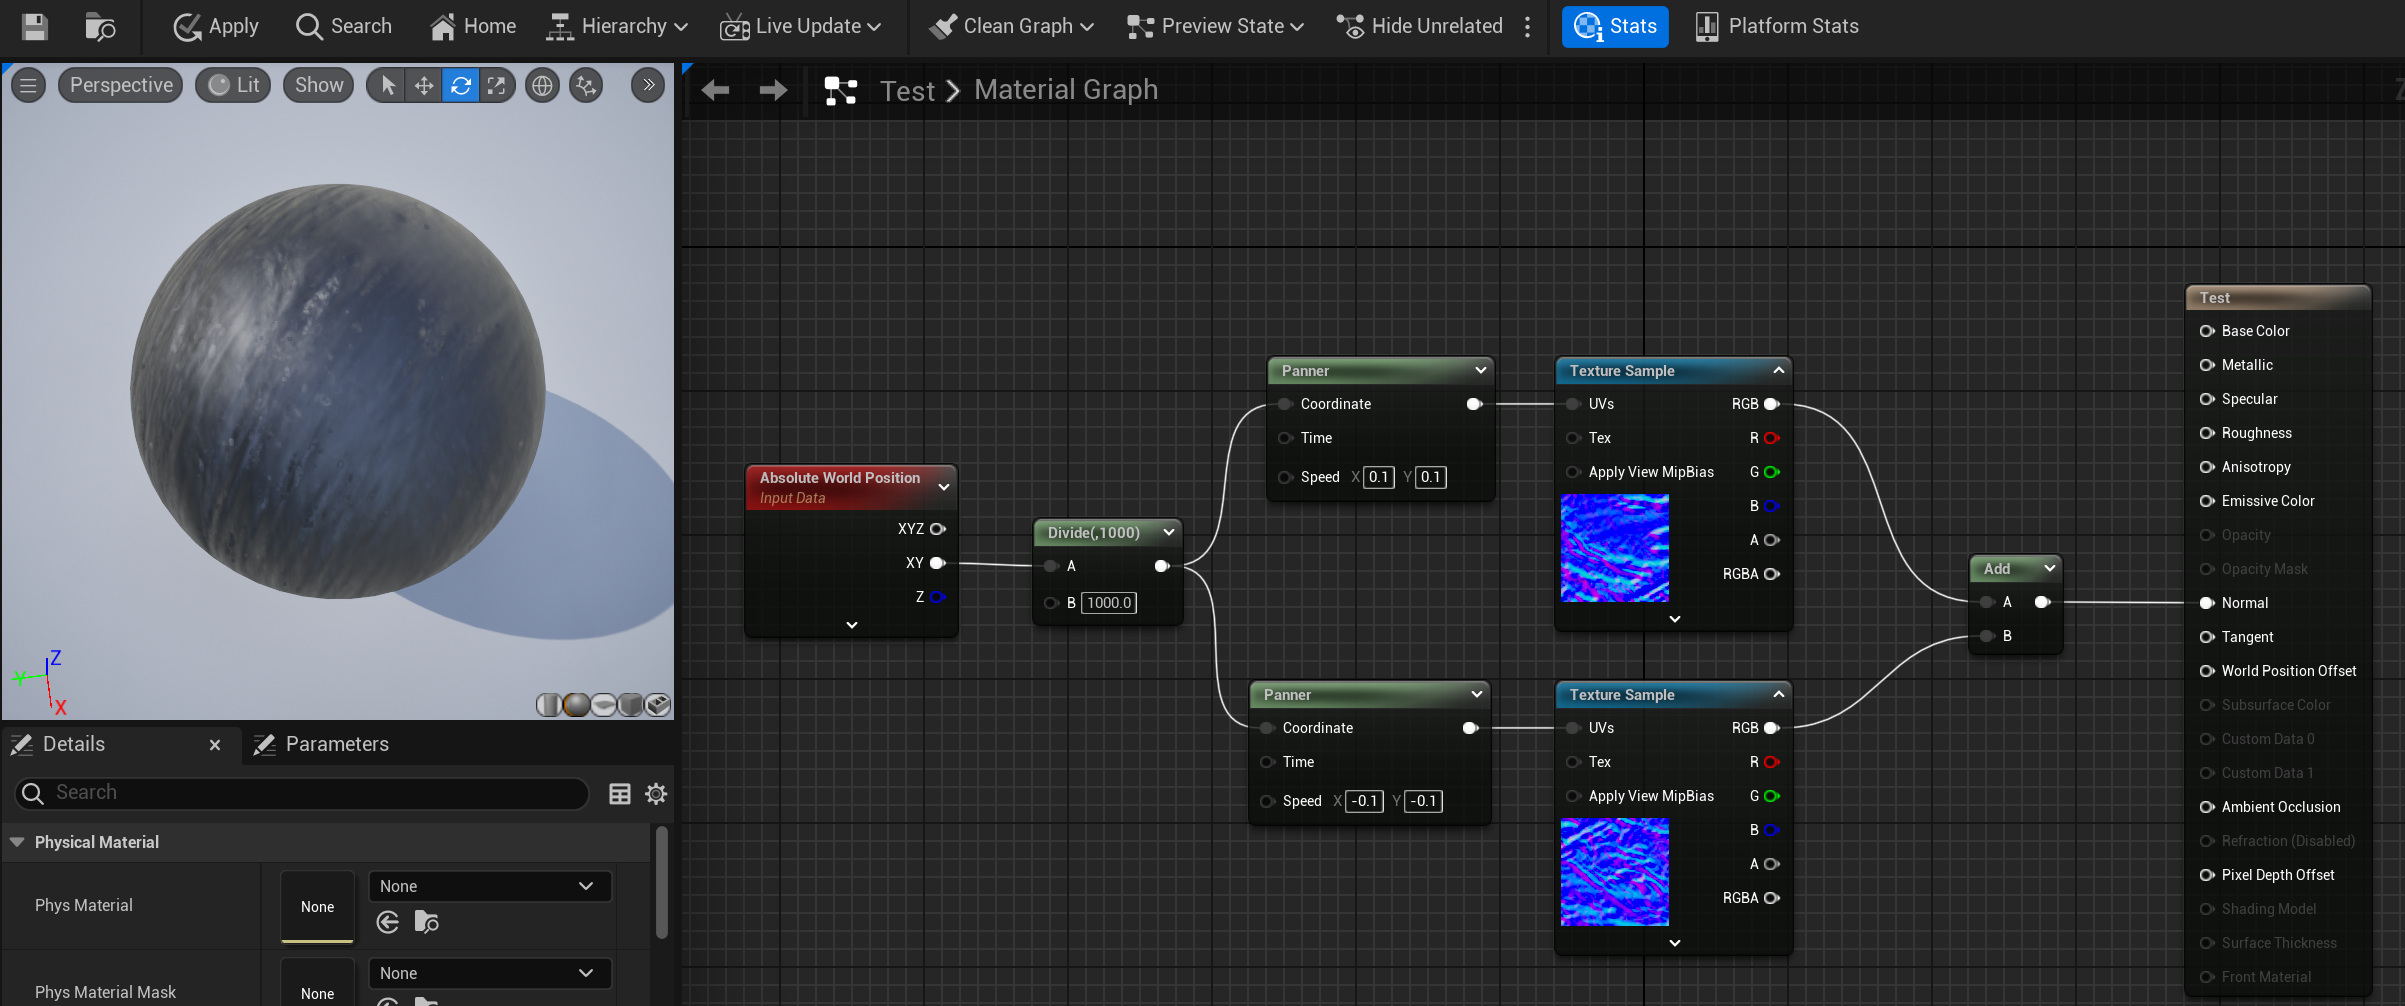 Apply
Search
Home
Hierarchy
Live Update
Clean Graph
Preview State
Hide Unrelated
Stats
Platform Stats
Perspective
Lit
Show
Test > Material Graph
Z
Y
X
Details
Parameters
Search
Physical Material
Phys Material
None
None
Phys Material Mask
None
None
Absolute World Position
Input Data
XYZ
XY
Z
Divide(,1000)
A
B 1000.0
Panner
Coordinate
Time
Speed X 0.1 Y 0.1
Panner
Coordinate
Time
Speed X -0.1 Y -0.1
Texture Sample
UVs RGB
Tex R
Apply View MipBias G
B
A
RGBA
Texture Sample
UVs RGB
Tex R
Apply View MipBias G
B
A
RGBA
Add
A
B
Test
Base Color
Metallic
Specular
Roughness
Anisotropy
Emissive Color
Opacity
Opacity Mask
Normal
Tangent
World Position Offset
Subsurface Color
Custom Data 0
Custom Data 1
Ambient Occlusion
Refraction (Disabled)
Pixel Depth Offset
Shading Model
Surface Thickness
Front Material